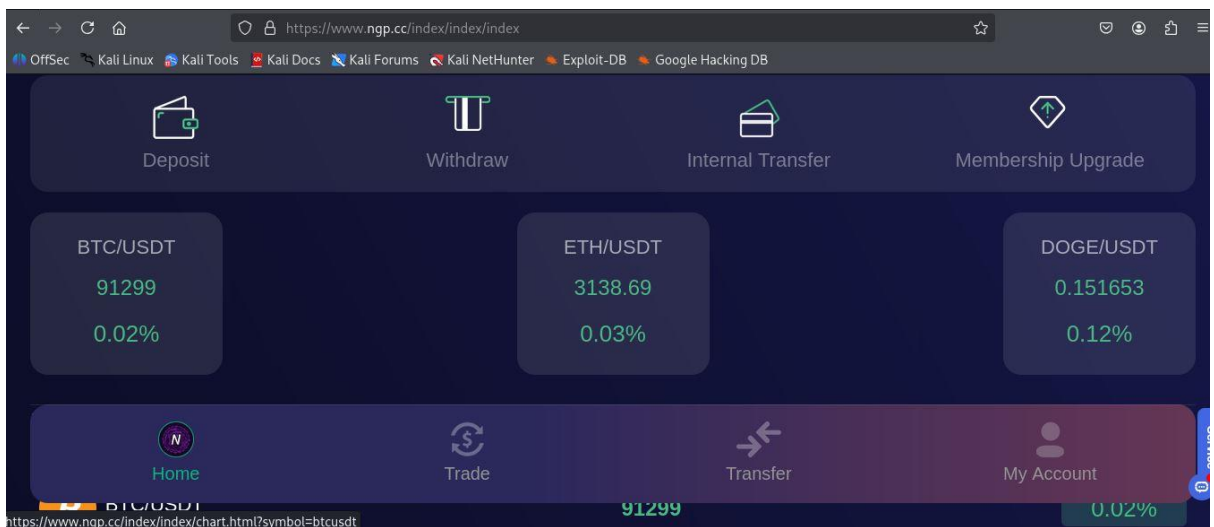 https://www.ngp.cc/index/index/index
OffSec Kali Linux Kali Tools Kali Docs Kali Forums Kali NetHunter Exploit-DB Google Hacking DB
Deposit Withdraw Internal Transfer Membership Upgrade
BTC/USDT ETH/USDT DOGE/USDT
91299 3138.69 0.151653
0.02% 0.03% 0.12%
N
Home Trade Transfer My Account
BTC/USDT 91299 0.02%
https://www.ngp.cc/index/index/chart.html?symbol=btcusdt